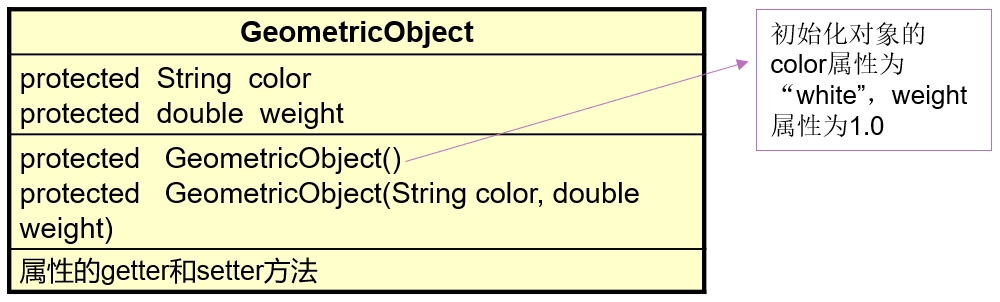 GeometricObject
protected  String  color
protected  double  weight
protected   GeometricObject()
protected   GeometricObject(String color, double
weight)
属性的getter和setter方法
初始化对象的
color属性为
“white”，weight
属性为1.0